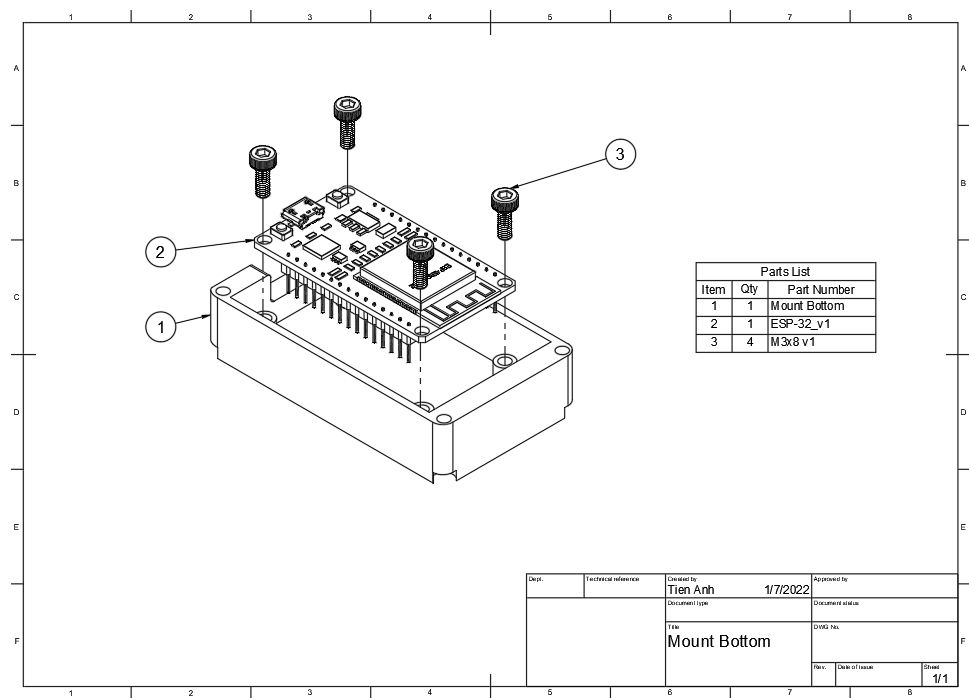 1 2 3 4 5 6 7 8
A A
B B
C C
D D
E E
F F
3
2
1
Parts List
Item Qty Part Number
1 1 Mount Bottom
2 1 ESP-32_v1
3 4 M3x8 v1
Dept. Technical reference Created by Approved by
Tien Anh 1/7/2022
Document type Document status
Title DWG No.
Mount Bottom
Rev. Date of issue Sheet
1/1
1 2 3 4 5 6 7 8